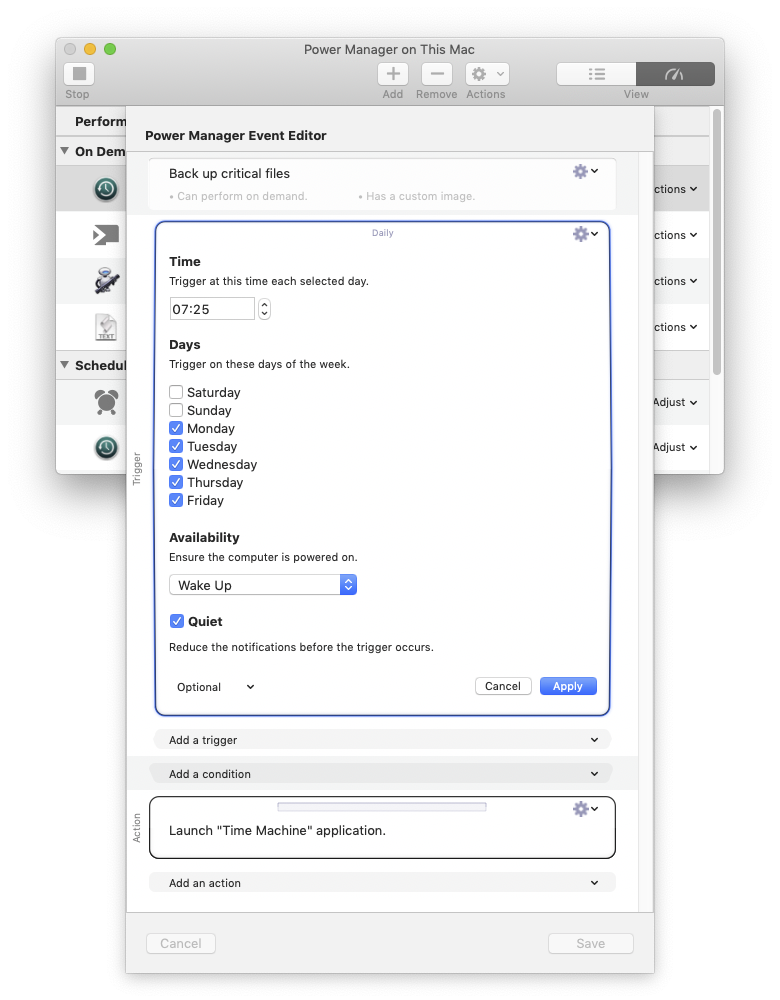 Power Manager on This Mac
Stop
Add Remove Actions
View
Perform
Power Manager Event Editor
On Dem
Back up critical files
• Can perform on demand. • Has a custom image.
ctions
Daily
ctions
Time
Trigger at this time each selected day.
ctions
07:25
TEXT
ctions
Days
Trigger on these days of the week.
Schedul
Saturday
Adjust
Sunday
Monday
Tuesday
Adjust
Wednesday
Trigger
Thursday
Friday
Availability
Ensure the computer is powered on.
Wake Up
Quiet
Reduce the notifications before the trigger occurs.
Optional
Cancel
Apply
Add a trigger
Add a condition
Action
Launch "Time Machine" application.
Add an action
Cancel
Save